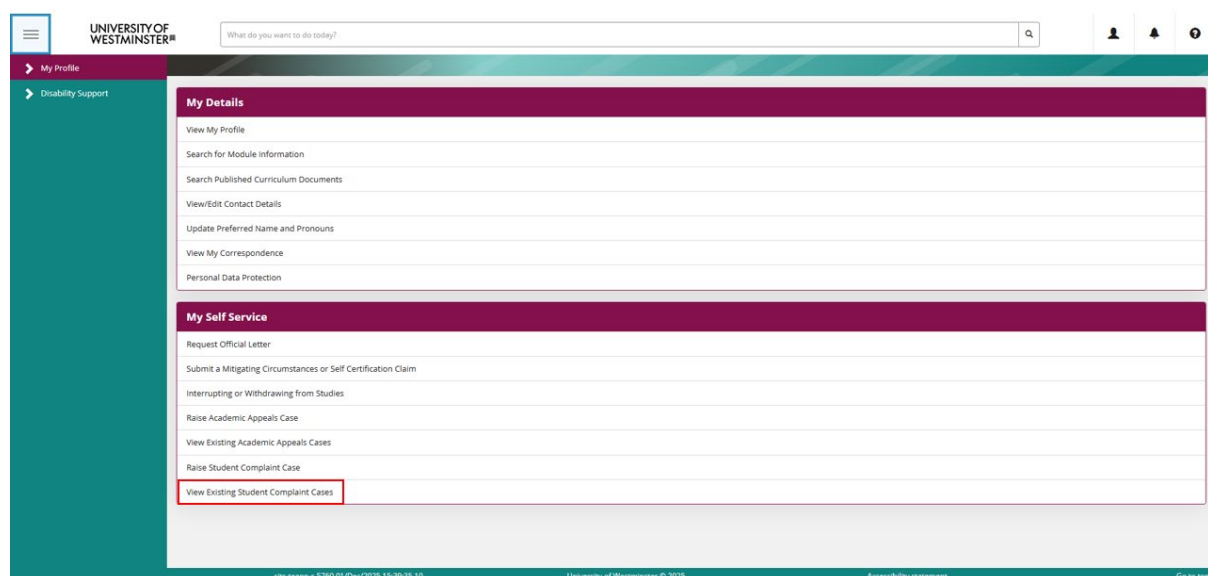 UNIVERSITY OF
WESTMINSTER
What do you want to do today?
My Profile
Disability Support
My Details
View My Profile
Search for Module Information
Search Published Curriculum Documents
View/Edit Contact Details
Update Preferred Name and Pronouns
View My Correspondence
Personal Data Protection
My Self Service
Request Official Letter
Submit a Mitigating Circumstances or Self Certification Claim
Interrupting or Withdrawing from Studies
Raise Academic Appeals Case
View Existing Academic Appeals Cases
Raise Student Complaint Case
View Existing Student Complaint Cases
University of Westminster © 2025
Accessibility statement